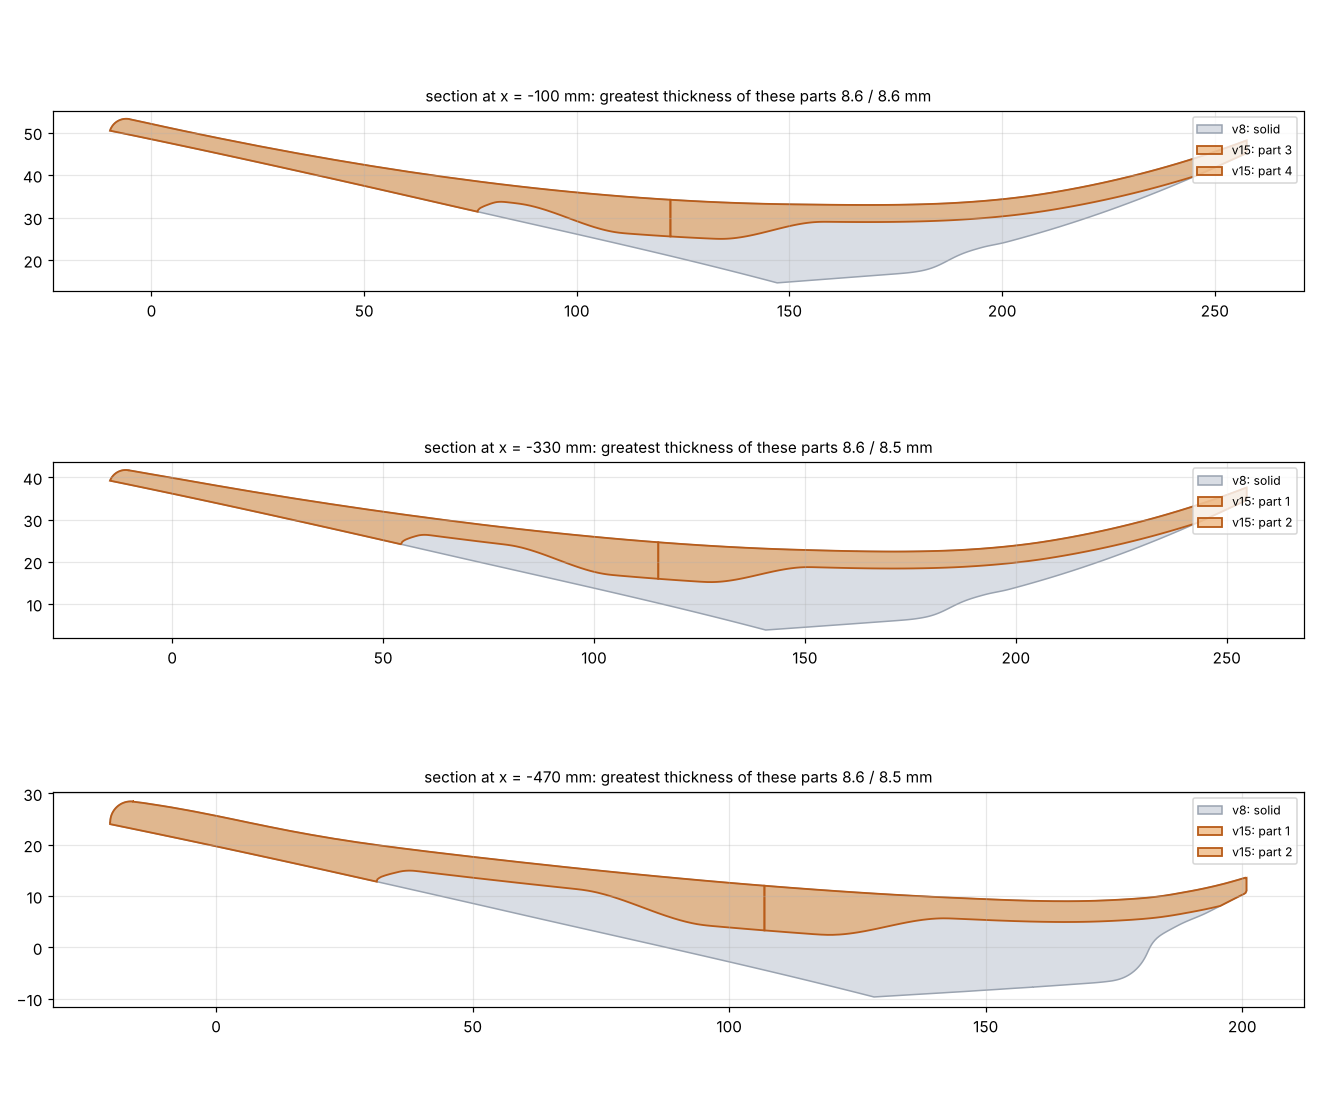 section at x = -100 mm: greatest thickness of these parts 8.6 / 8.6 mm
v8: solid
v15: part 3
v15: part 4
50
40
30
20
0 50 100 150 200 250
section at x = -330 mm: greatest thickness of these parts 8.6 / 8.5 mm
v8: solid
v15: part 1
v15: part 2
40
30
20
10
0 50 100 150 200 250
section at x = -470 mm: greatest thickness of these parts 8.6 / 8.5 mm
v8: solid
v15: part 1
v15: part 2
30
20
10
0
−10
0 50 100 150 200